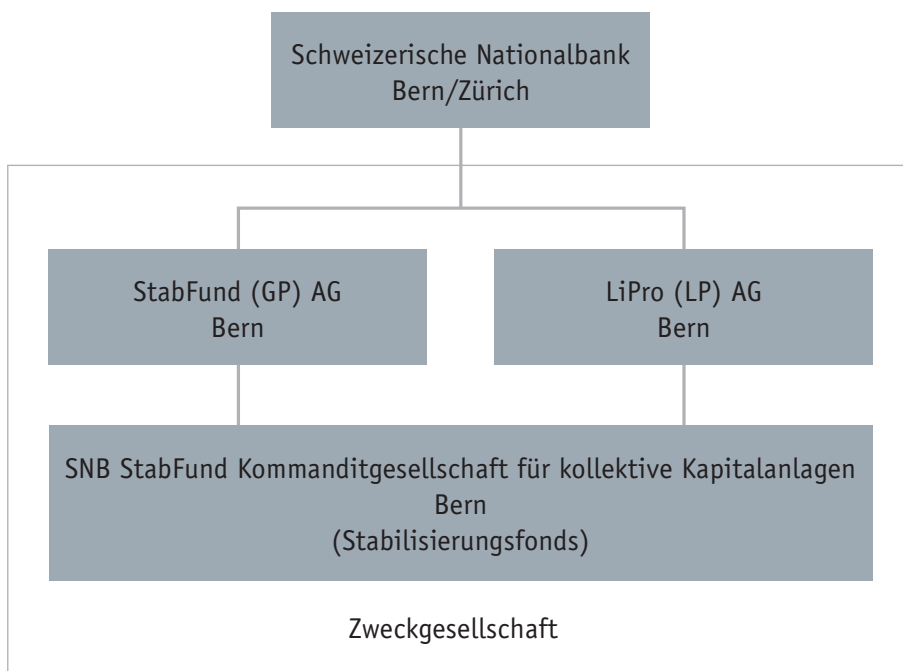 Schweizerische Nationalbank
Bern/Zürich
StabFund (GP) AG
Bern
LiPro (LP) AG
Bern
SNB StabFund Kommanditgesellschaft für kollektive Kapitalanlagen
Bern
(Stabilisierungsfonds)
Zweckgesellschaft